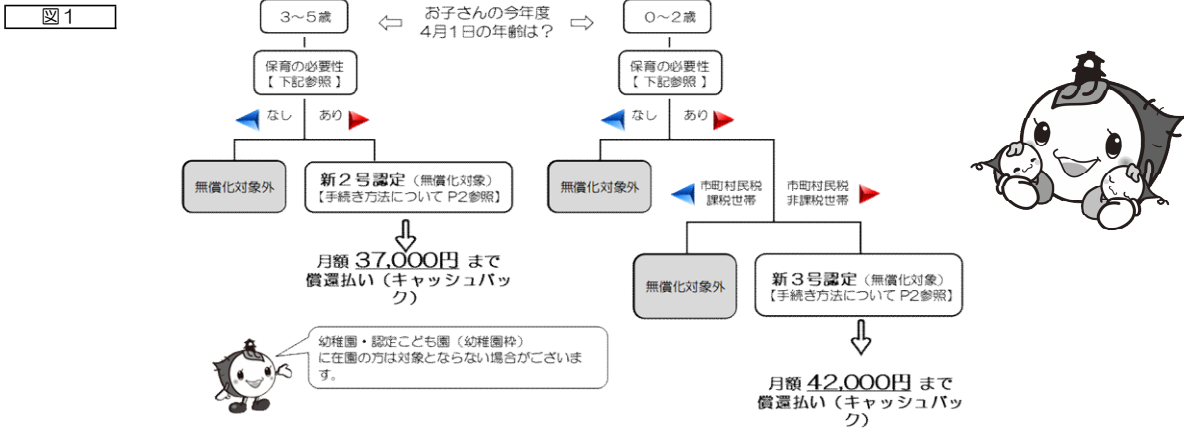 図1
お子さんの今年度
4月1日の年齢は？
3～5歳
保育の必要性
【 下記参照 】
なし
あり
無償化対象外
新2号認定（無償化対象）
【手続き方法について P2参照】
月額 37,000円 まで
償還払い（キャッシュバッ
ク）
幼稚園・認定こども園（幼稚園枠）
に在園の方は対象とならない場合がございま
す。
0～2歳
保育の必要性
【 下記参照 】
なし
あり
無償化対象外
市町村民税
課税世帯
市町村民税
非課税世帯
無償化対象外
新3号認定（無償化対象）
【手続き方法について P2参照】
月額 42,000円 まで
償還払い（キャッシュバッ
ク）